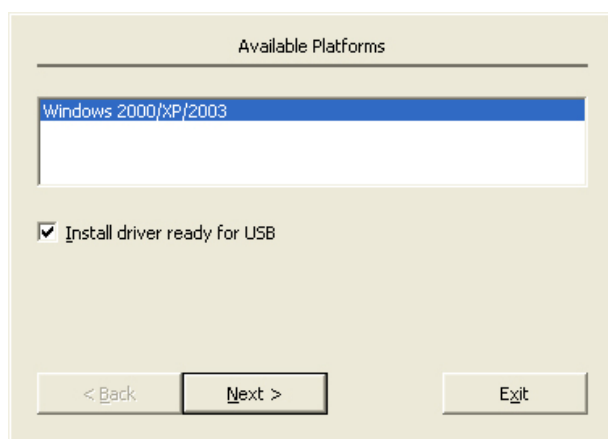 Available Platforms
Windows 2000/XP/2003
Install driver ready for USB
< Back
Next >
Exit